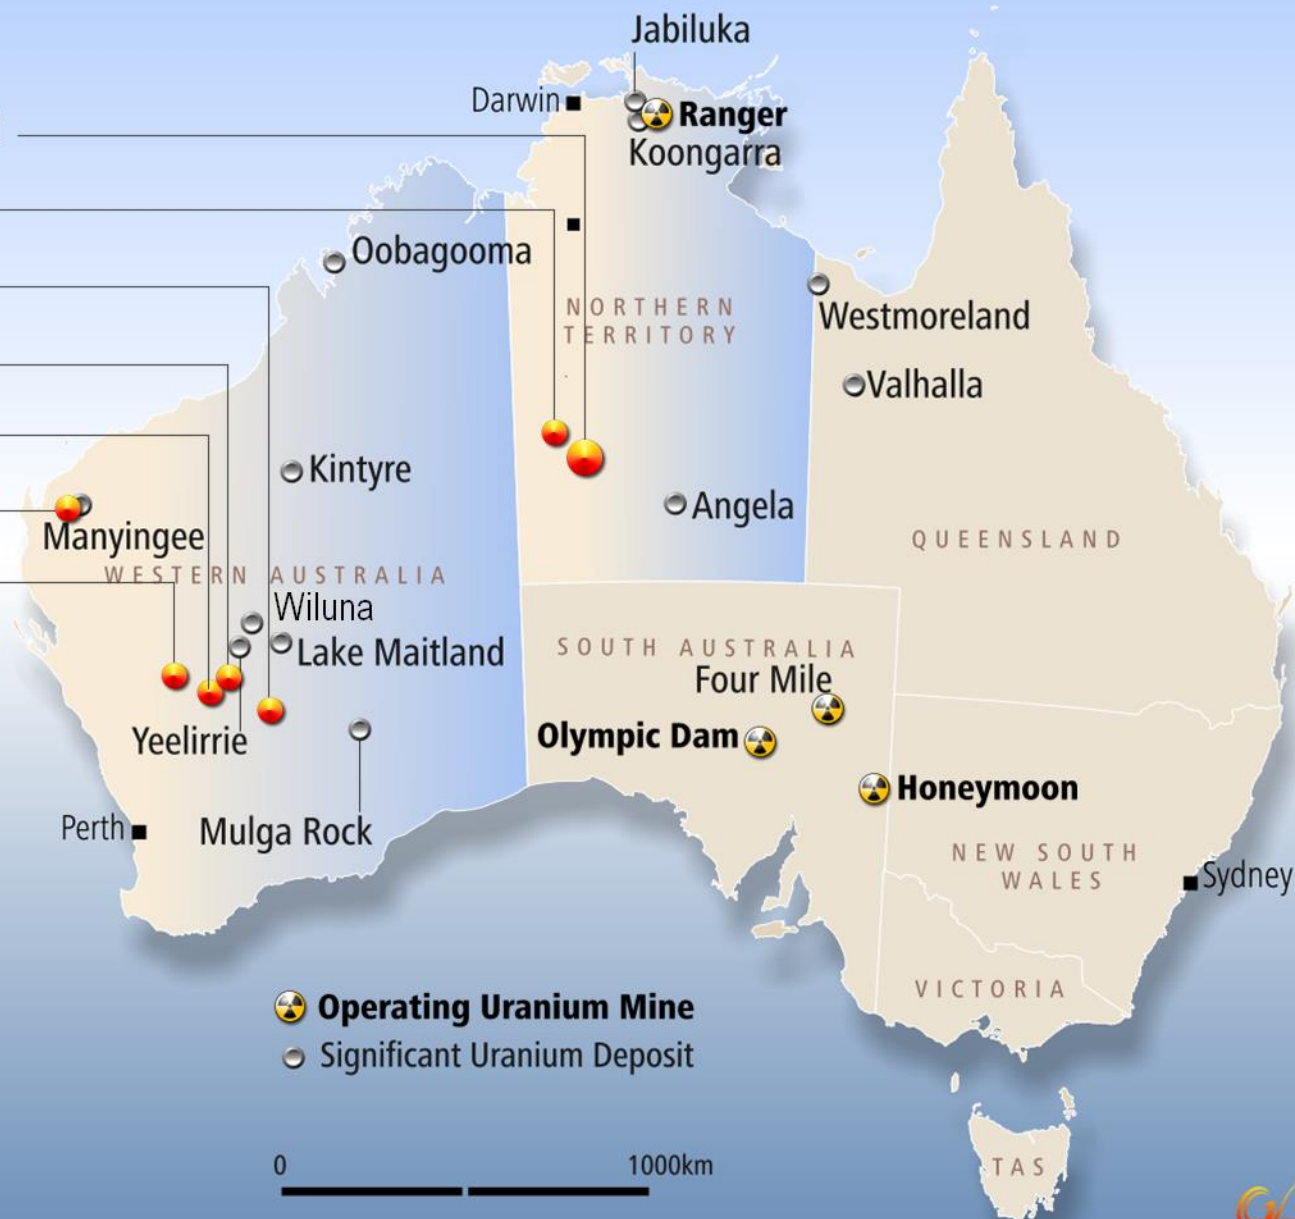 Jabiluka
Darwin
Ranger
Koongarra
Oobagooma
NORTHERN
TERRITORY
Westmoreland
Valhalla
Kintyre
Angela
Manyingee
QUEENSLAND
WESTERN AUSTRALIA
Wiluna
Lake Maitland
SOUTH AUSTRALIA
Four Mile
Yeelirrie
Olympic Dam
Honeymoon
Perth
Mulga Rock
NEW SOUTH
WALES
Sydney
VICTORIA
Operating Uranium Mine
Significant Uranium Deposit
0 1000km
TAS